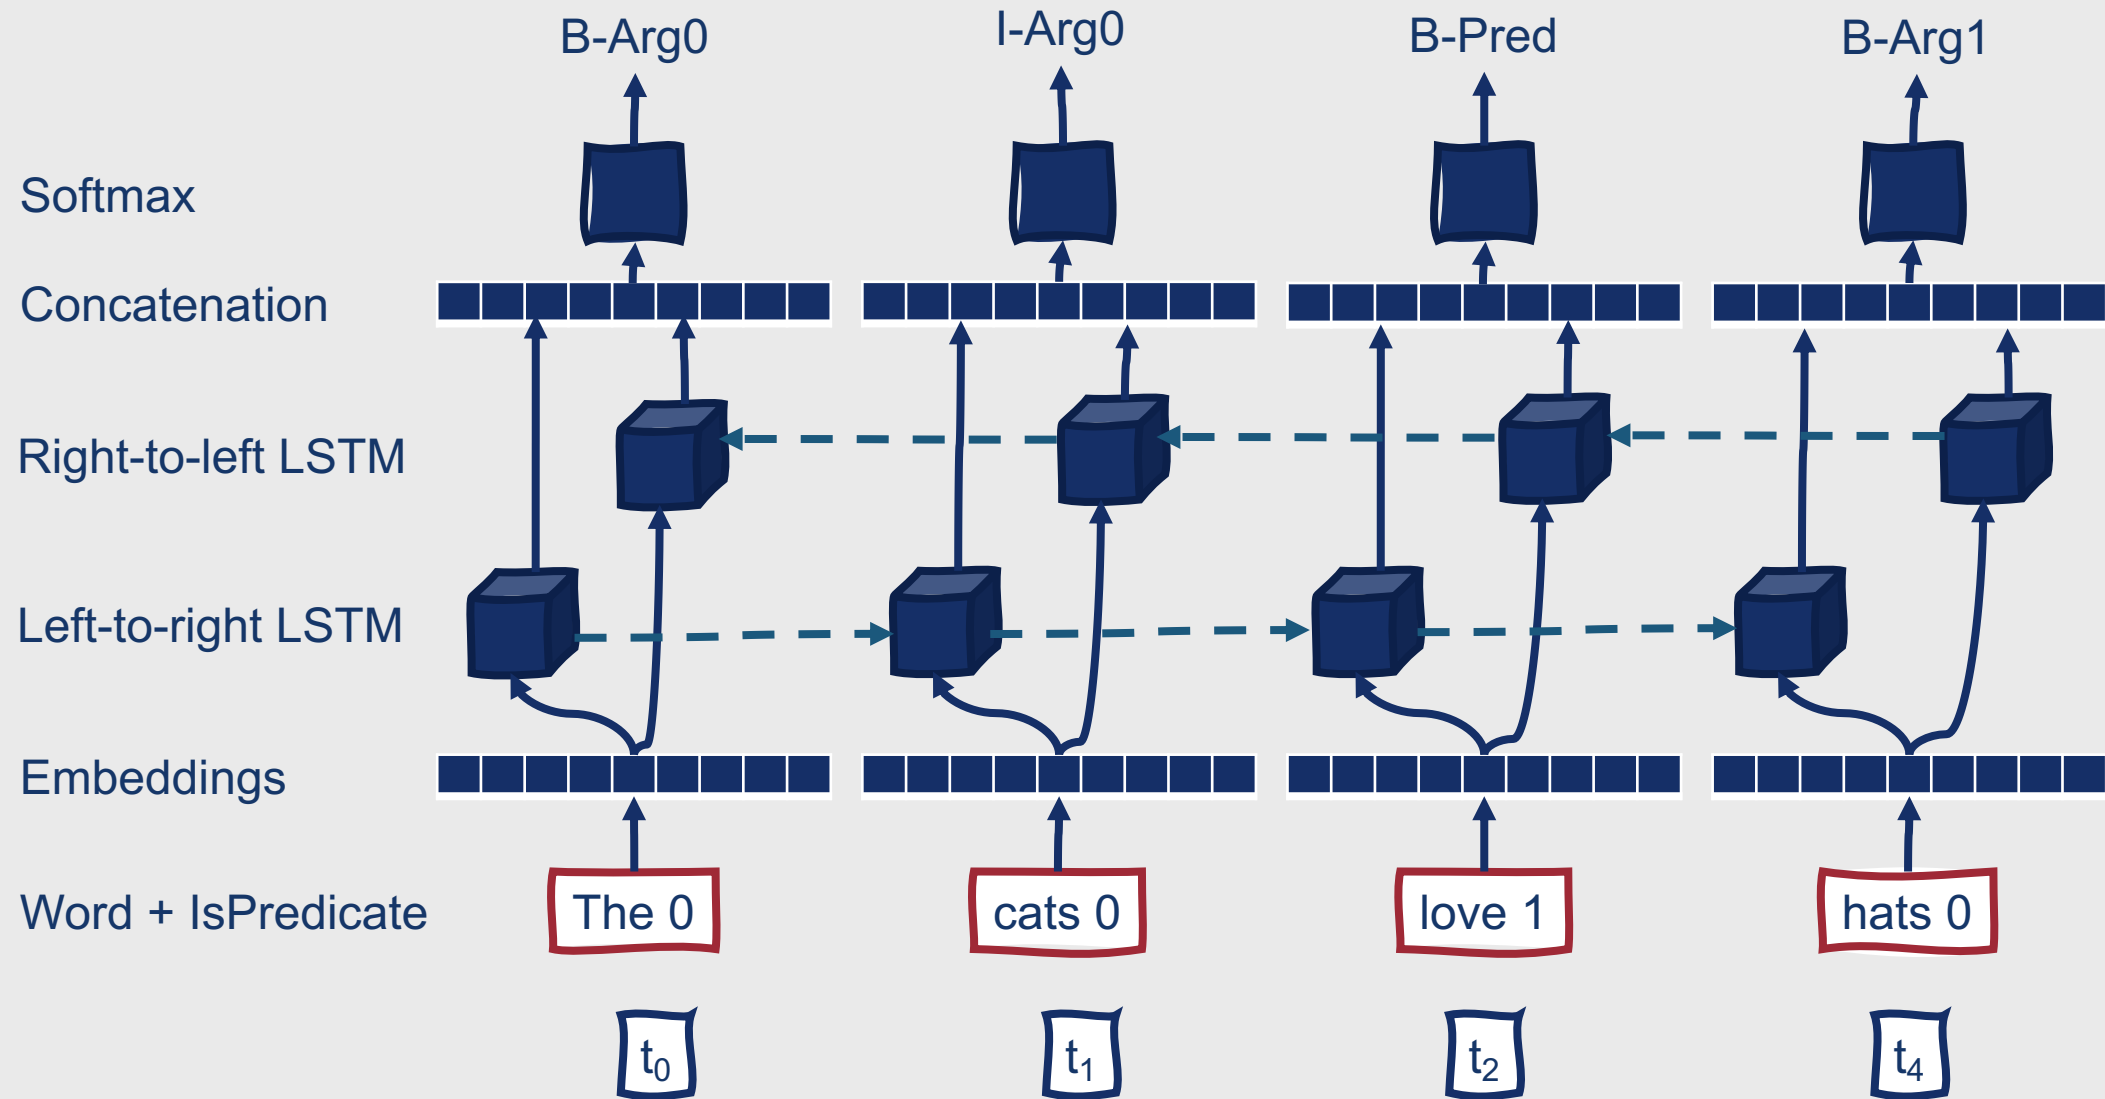 B-Arg0 I-Arg0 B-Pred B-Arg1
Softmax
Concatenation
Right-to-left LSTM
Left-to-right LSTM
Embeddings
Word + IsPredicate The 0 cats 0 love 1 hats 0
t0 t1 t2 t4